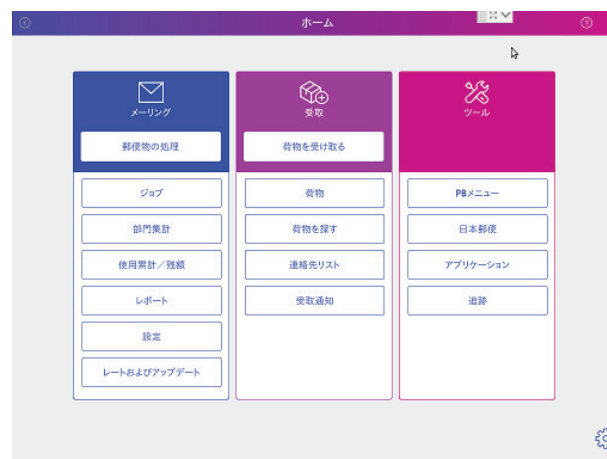 ホーム
メーリング
郵便物の処理
ジョブ
部門集計
使用累計／残額
レポート
設定
レートおよびアップデート
受取
荷物を受け取る
荷物
荷物を探す
連絡先リスト
受取通知
ツール
PBメニュー
日本郵便
アプリケーション
追跡